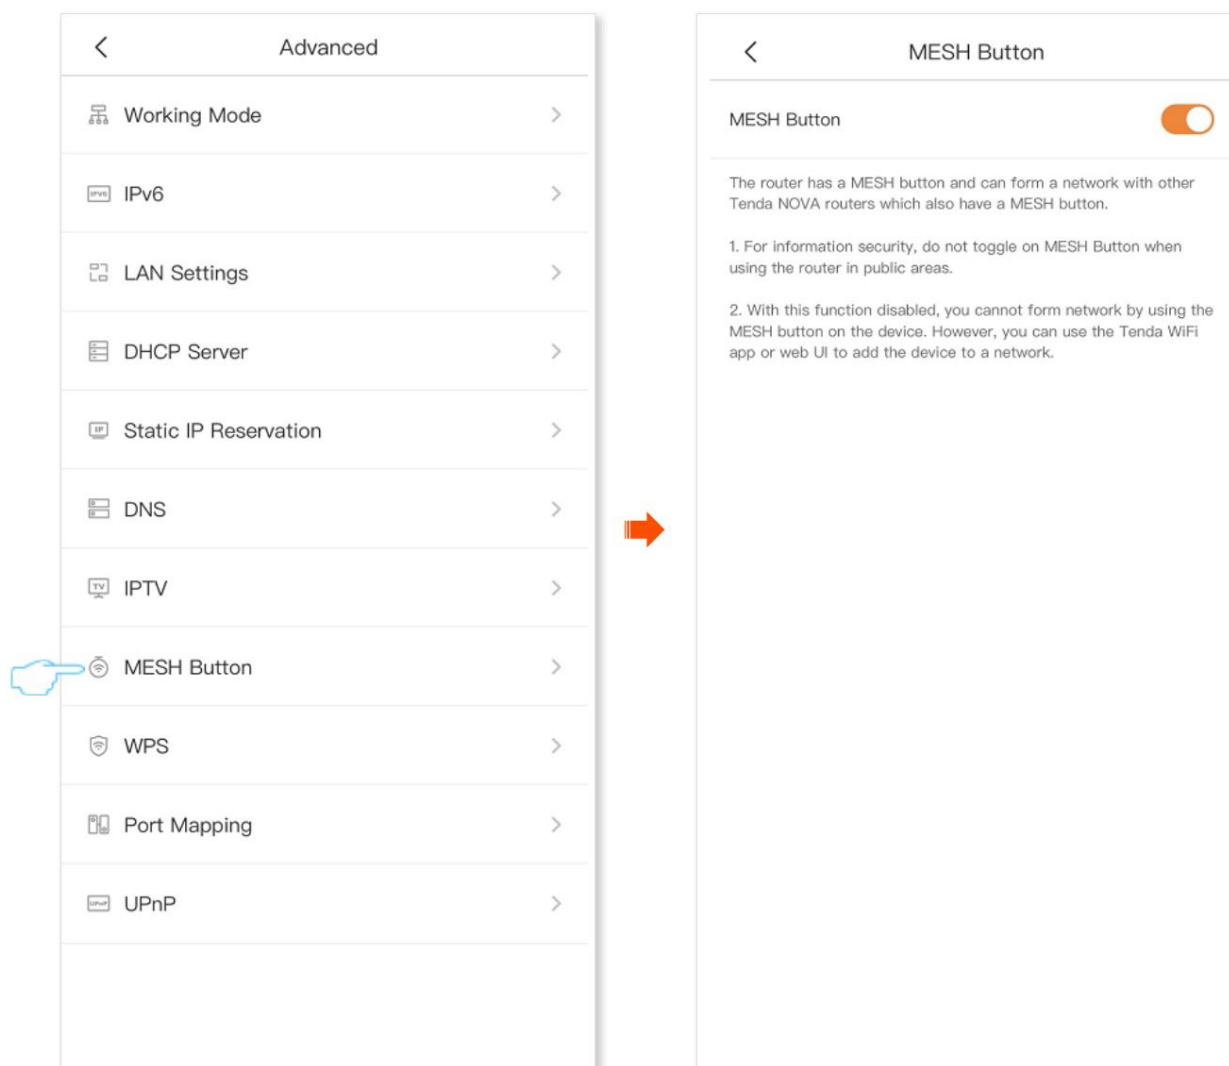 Advanced
Working Mode
IPv6
IPv6
LAN Settings
DHCP Server
IP
Static IP Reservation
DNS
TV
IPTV
MESH Button
WPS
Port Mapping
UPnP
UPnP
MESH Button
MESH Button
The router has a MESH button and can form a network with other
Tenda NOVA routers which also have a MESH button.
1. For information security, do not toggle on MESH Button when
using the router in public areas.
2. With this function disabled, you cannot form network by using the
MESH button on the device. However, you can use the Tenda WiFi
app or web UI to add the device to a network.